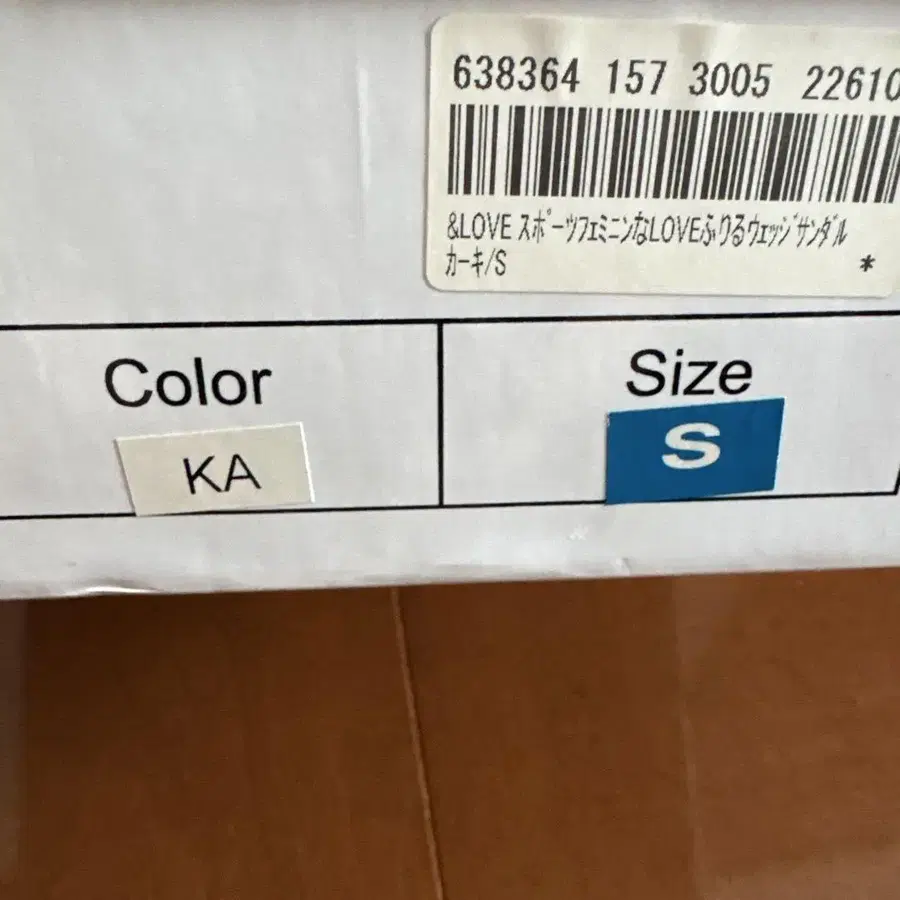 638364 157 3005 22610
&LOVE スポーツフェミニンなLOVEふりるウェッジサンダル
カーキ/S *
Color Size
KA S